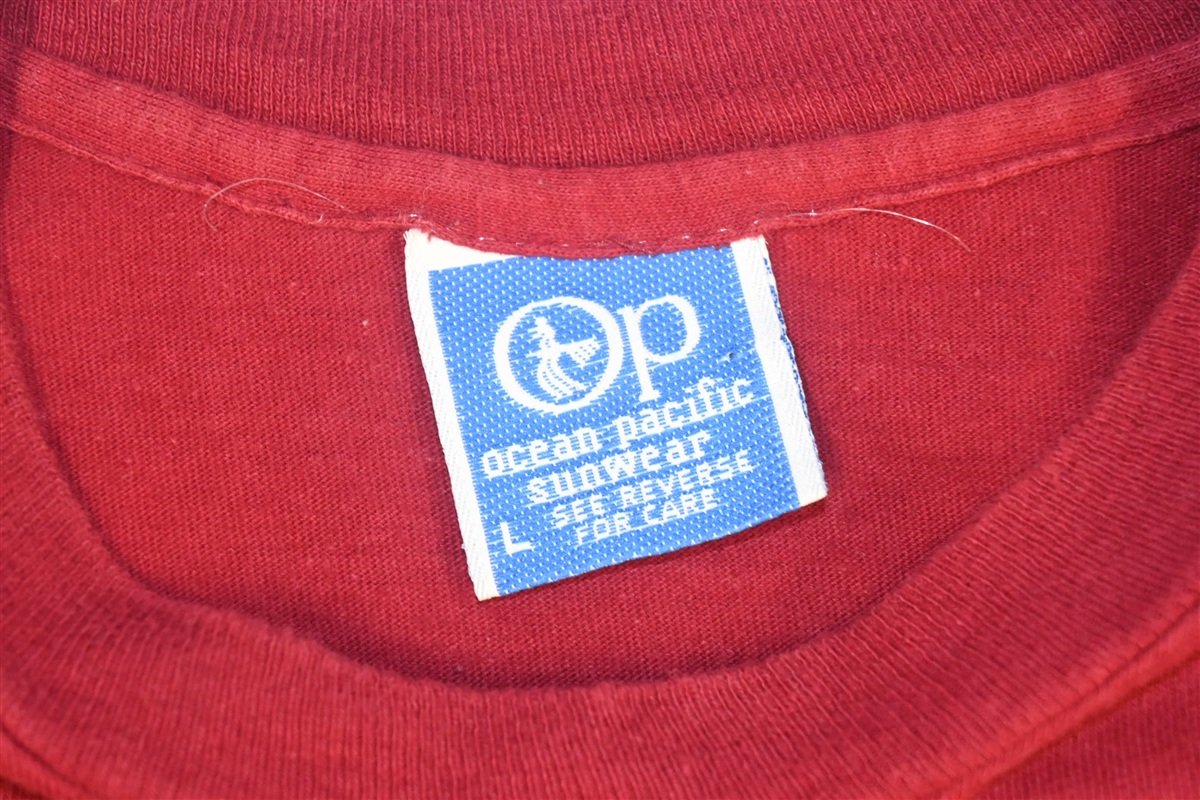 Op
ocean pacific
sunwear
SEE REVERSE
FOR CARE
L